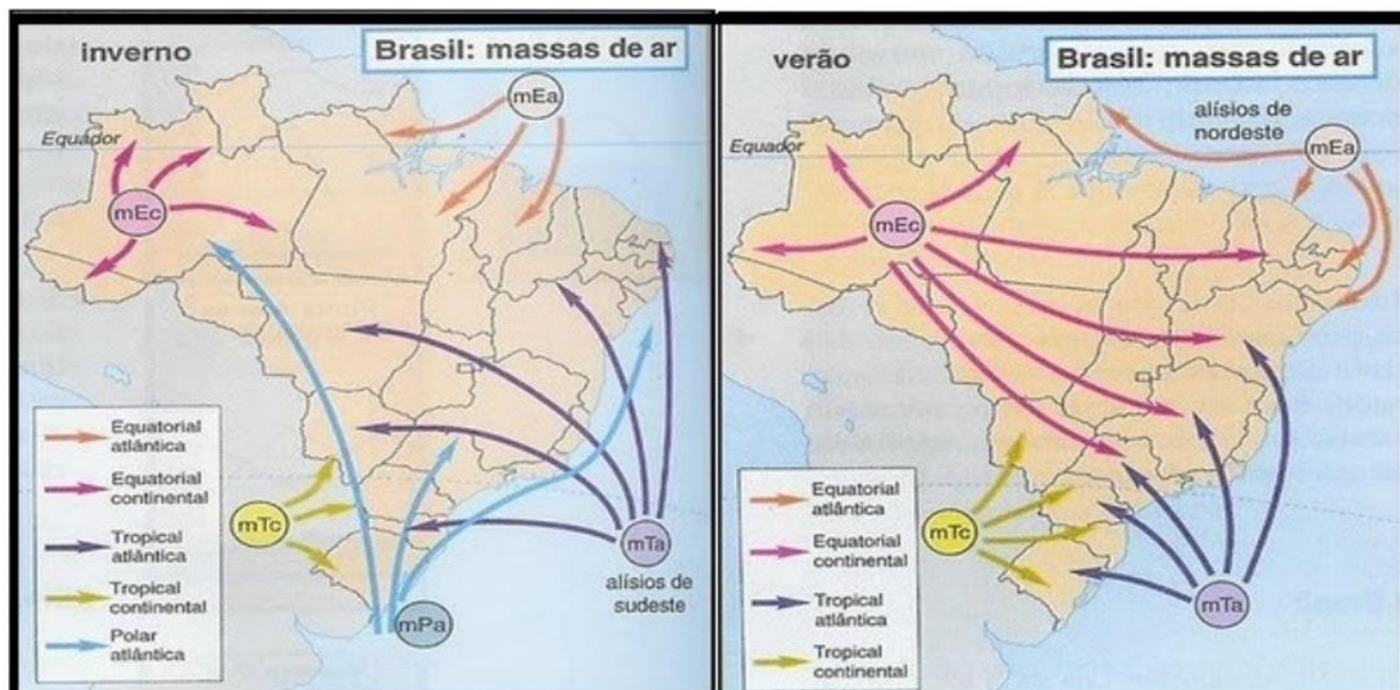 inverno
Brasil: massas de ar
mEa
Equador
mEc
mTc
mTa
alísios de
sudeste
mPa
Equatorial
atlântica
Equatorial
continental
Tropical
atlântica
Tropical
continental
Polar
atlântica
verão
Brasil: massas de ar
alísios de
nordeste
mEa
Equador
mEc
mTc
mTa
Equatorial
atlântica
Equatorial
continental
Tropical
atlântica
Tropical
continental